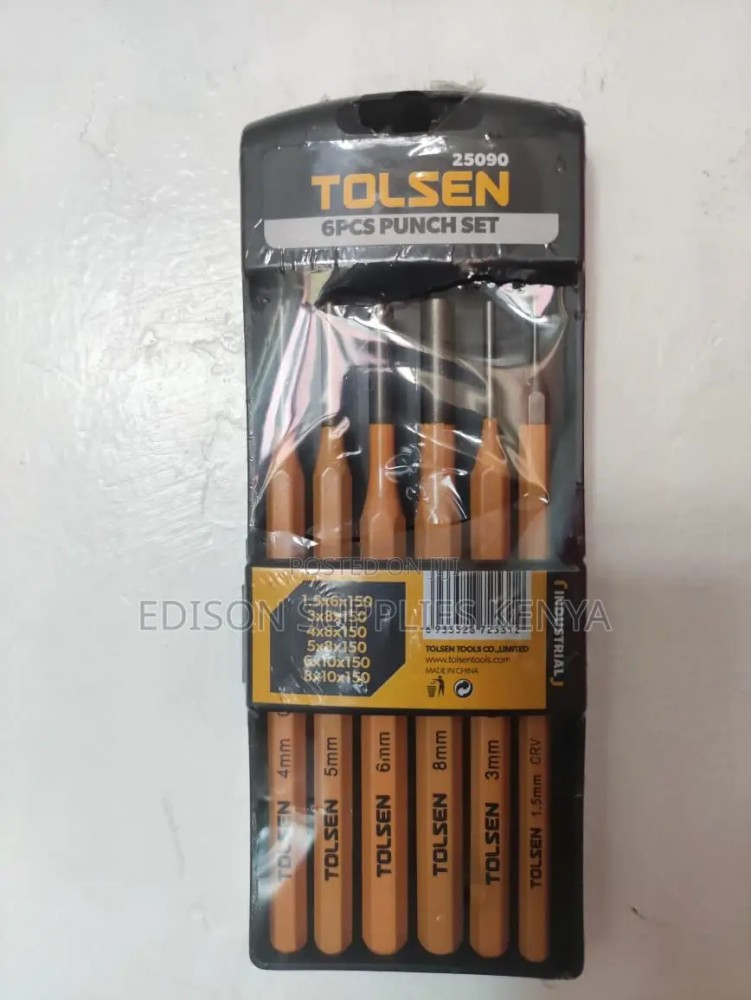 25090
TOLSEN
6PCS PUNCH SET
POSTED ON
EDISON SUPPLIES KENYA
1.5x6x150
3x8x150
4x8x150
5x8x150
6x10x150
8x10x150
TOLSEN TOOLS CO.,LIMITED
www.tolsentools.com
MADE IN CHINA
INDUSTRIAL
TOLSEN 4mm
TOLSEN 5mm
TOLSEN 6mm
TOLSEN 8mm
TOLSEN 3mm
TOLSEN 1.5mm CRV